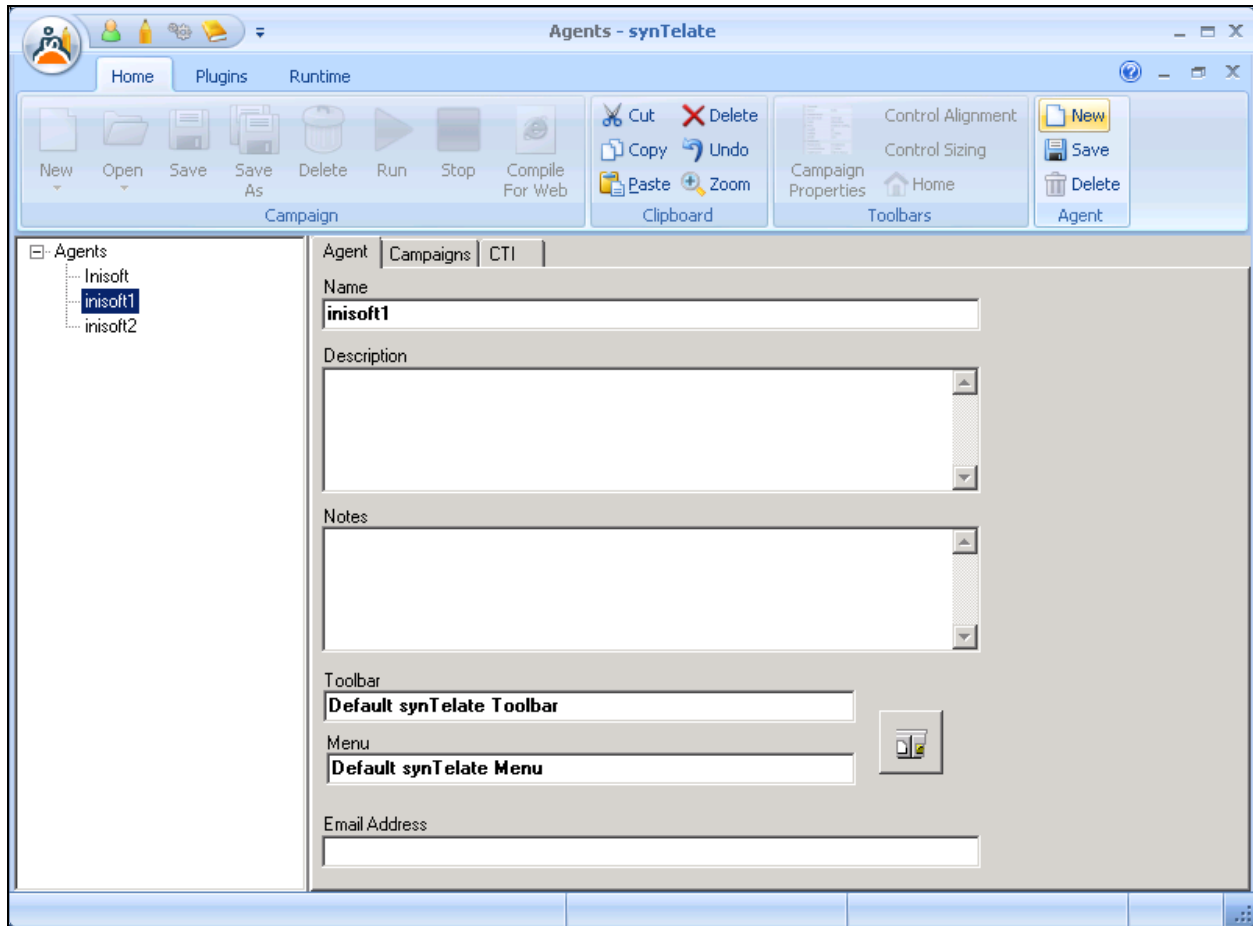 Agents - synTelate
Home Plugins Runtime
New Open Save Save As Delete Run Stop Compile For Web
Campaign
Cut Delete
Copy Undo
Paste Zoom
Clipboard
Campaign Properties
Control Alignment
Control Sizing
Home
Toolbars
New
Save
Delete
Agent
Agents
Inisoft
inisoft1
inisoft2
Agent Campaigns CTI
Name
inisoft1
Description
Notes
Toolbar
Default synTelate Toolbar
Menu
Default synTelate Menu
Email Address